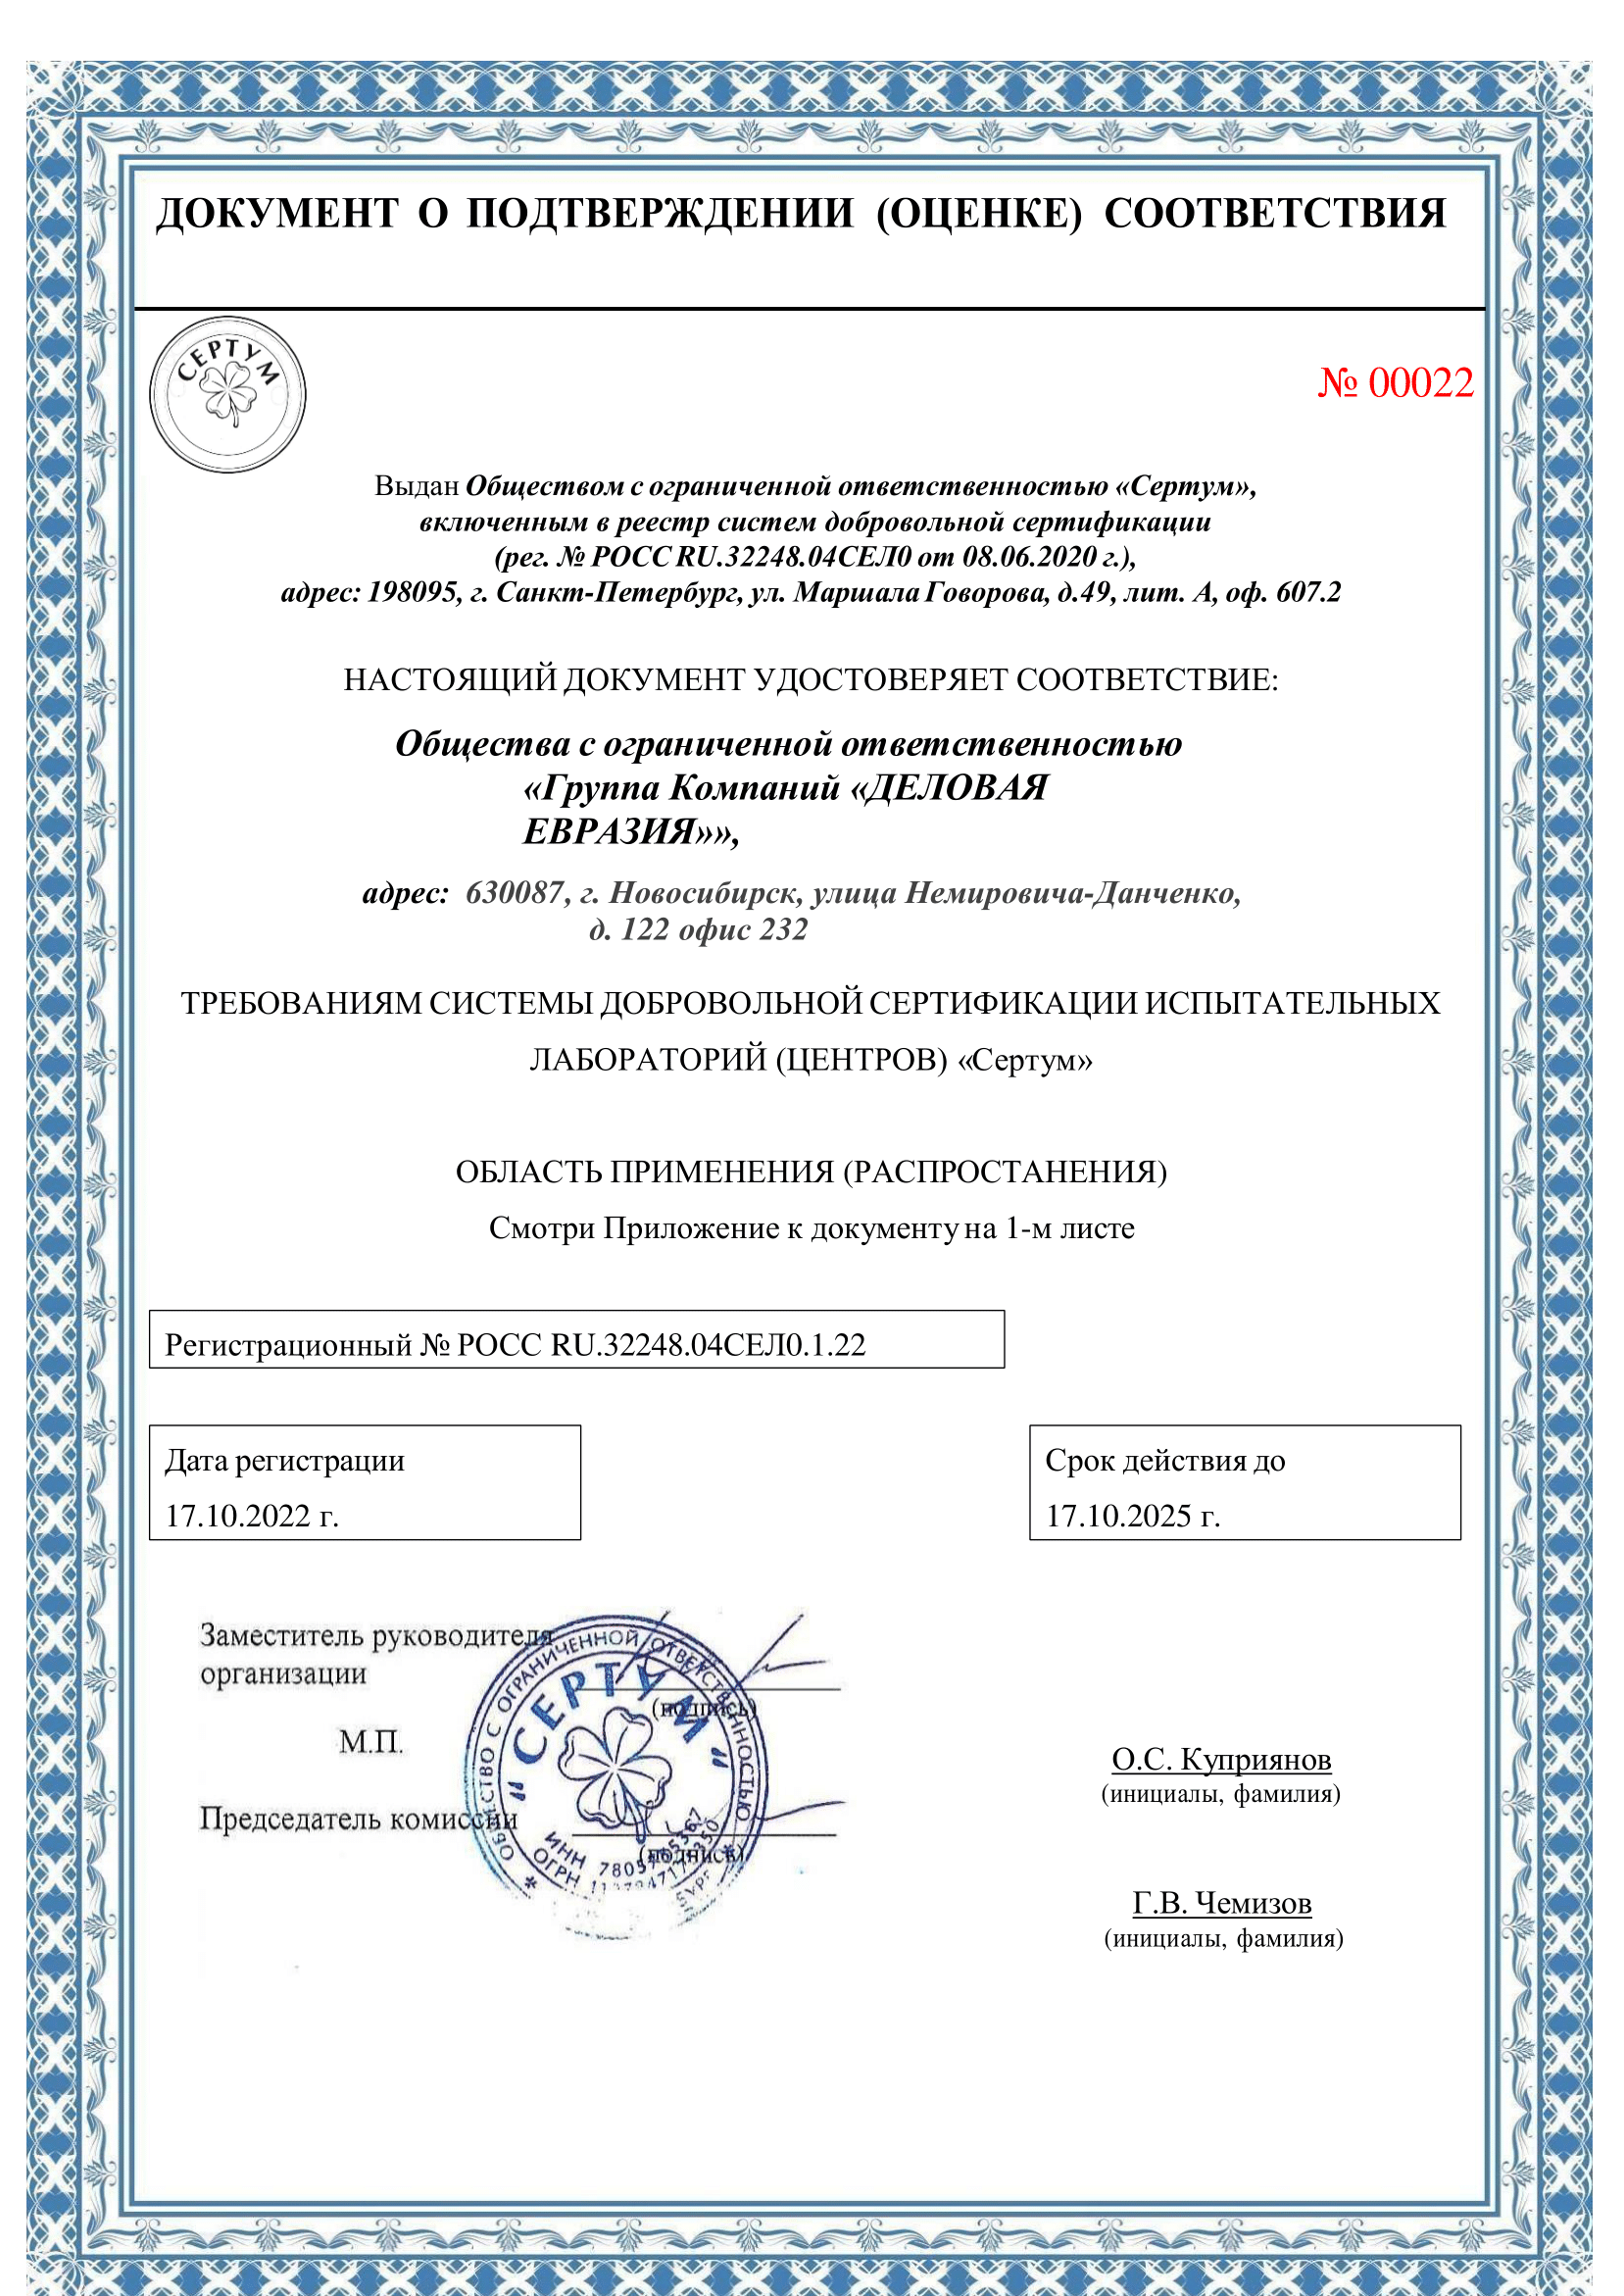 ДОКУМЕНТ О ПОДТВЕРЖДЕНИИ (ОЦЕНКЕ) СООТВЕТСТВИЯ
СЕРТУМ
№ 00022
Выдан Обществом с ограниченной ответственностью «Сертум»,
включенным в реестр систем добровольной сертификации
(рег. № РОСС RU.32248.04СЕЛ0 от 08.06.2020 г.),
адрес: 198095, г. Санкт-Петербург, ул. Маршала Говорова, д.49, лит. А, оф. 607.2
НАСТОЯЩИЙ ДОКУМЕНТ УДОСТОВЕРЯЕТ СООТВЕТСТВИЕ:
Общества с ограниченной ответственностью
«Группа Компаний «ДЕЛОВАЯ
ЕВРАЗИЯ»»,
адрес: 630087, г. Новосибирск, улица Немировича-Данченко,
д. 122 офис 232
ТРЕБОВАНИЯМ СИСТЕМЫ ДОБРОВОЛЬНОЙ СЕРТИФИКАЦИИ ИСПЫТАТЕЛЬНЫХ
ЛАБОРАТОРИЙ (ЦЕНТРОВ) «Сертум»
ОБЛАСТЬ ПРИМЕНЕНИЯ (РАСПРОСТАНЕНИЯ)
Смотри Приложение к документу на 1-м листе
Регистрационный № РОСС RU.32248.04СЕЛ0.1.22
Дата регистрации
17.10.2022 г.
Срок действия до
17.10.2025 г.
Заместитель руководителя
организации
(подпись)
М.П.
Председатель комиссии
(подпись)
ОБЩЕСТВО С ОГРАНИЧЕННОЙ ОТВЕТСТВЕННОСТЬЮ
"СЕРТУМ"
ИНН
ОГРН
О.С. Куприянов
(инициалы, фамилия)
Г.В. Чемизов
(инициалы, фамилия)